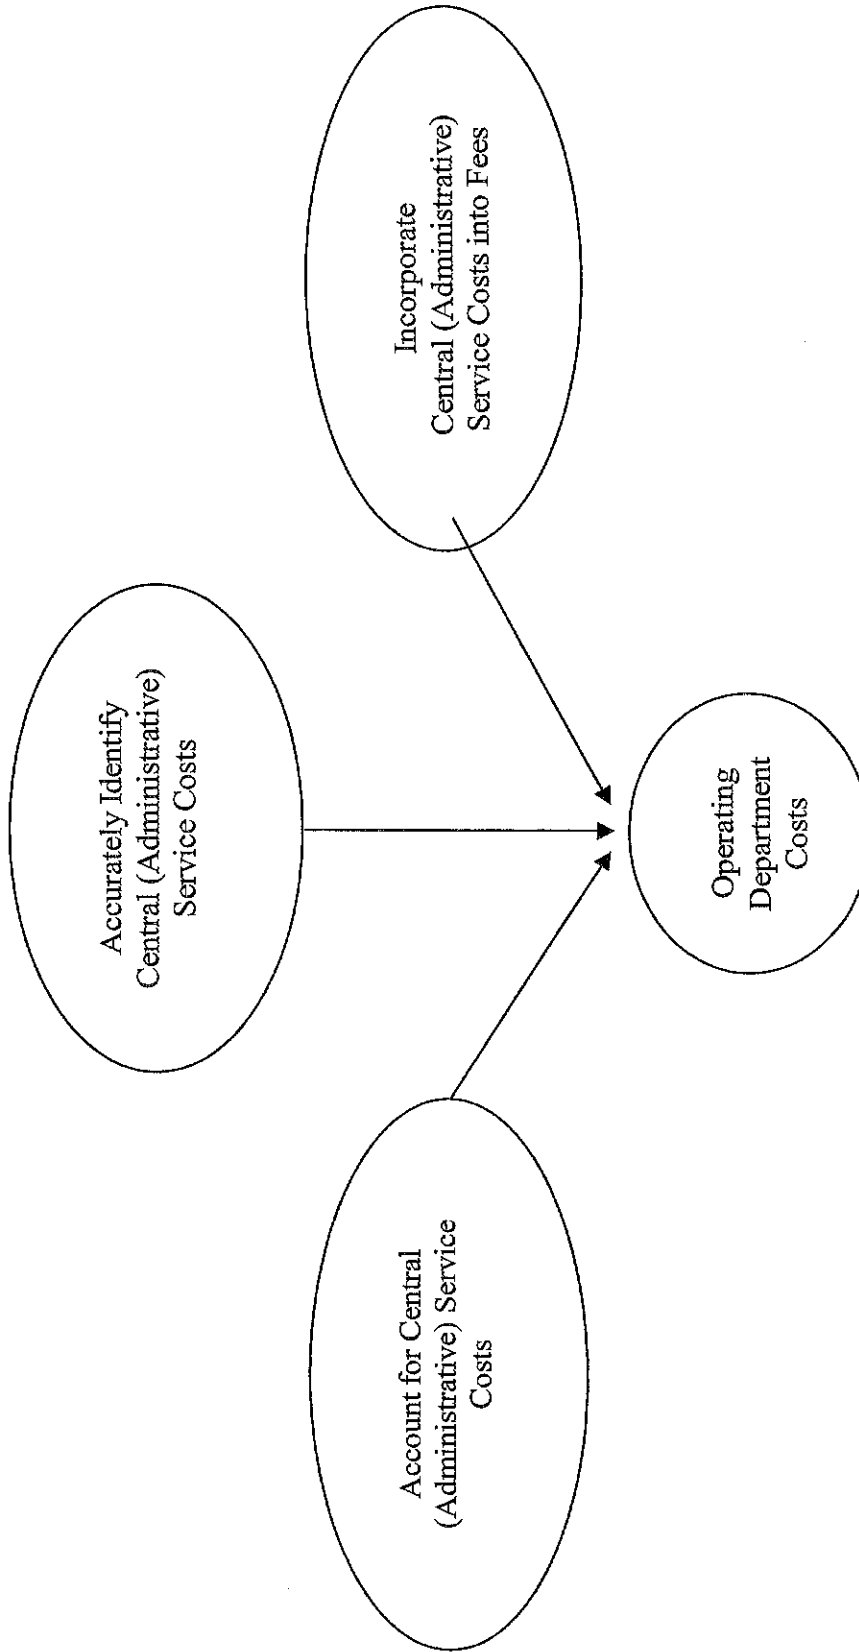 Accurately Identify
Central (Administrative)
Service Costs
Account for Central
(Administrative) Service
Costs
Incorporate
Central (Administrative)
Service Costs into Fees
Operating
Department
Costs